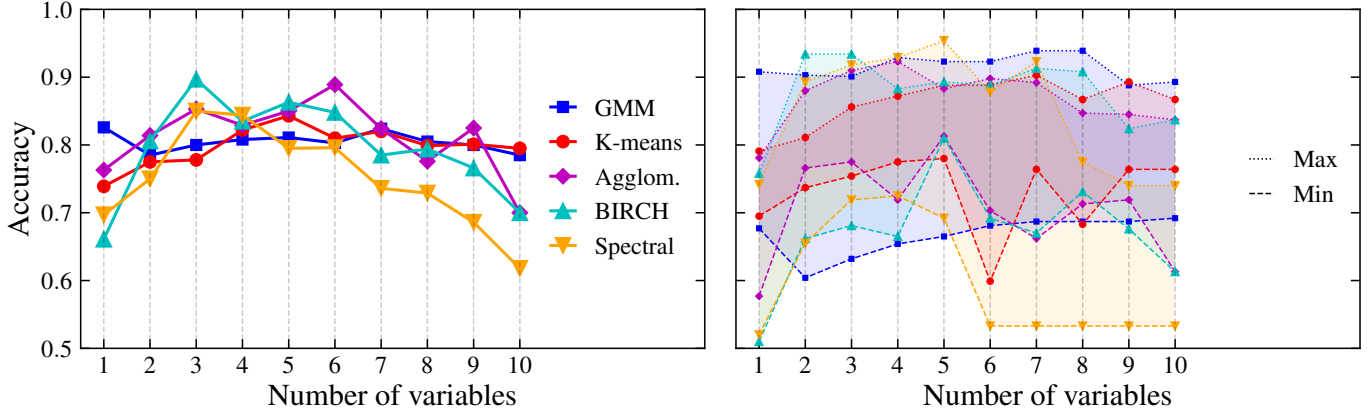 1.0
0.9
0.8
0.7
0.6
0.5
Accuracy
1 2 3 4 5 6 7 8 9 10
Number of variables
GMM
K-means
Agglom.
BIRCH
Spectral
1 2 3 4 5 6 7 8 9 10
Number of variables
Max
Min